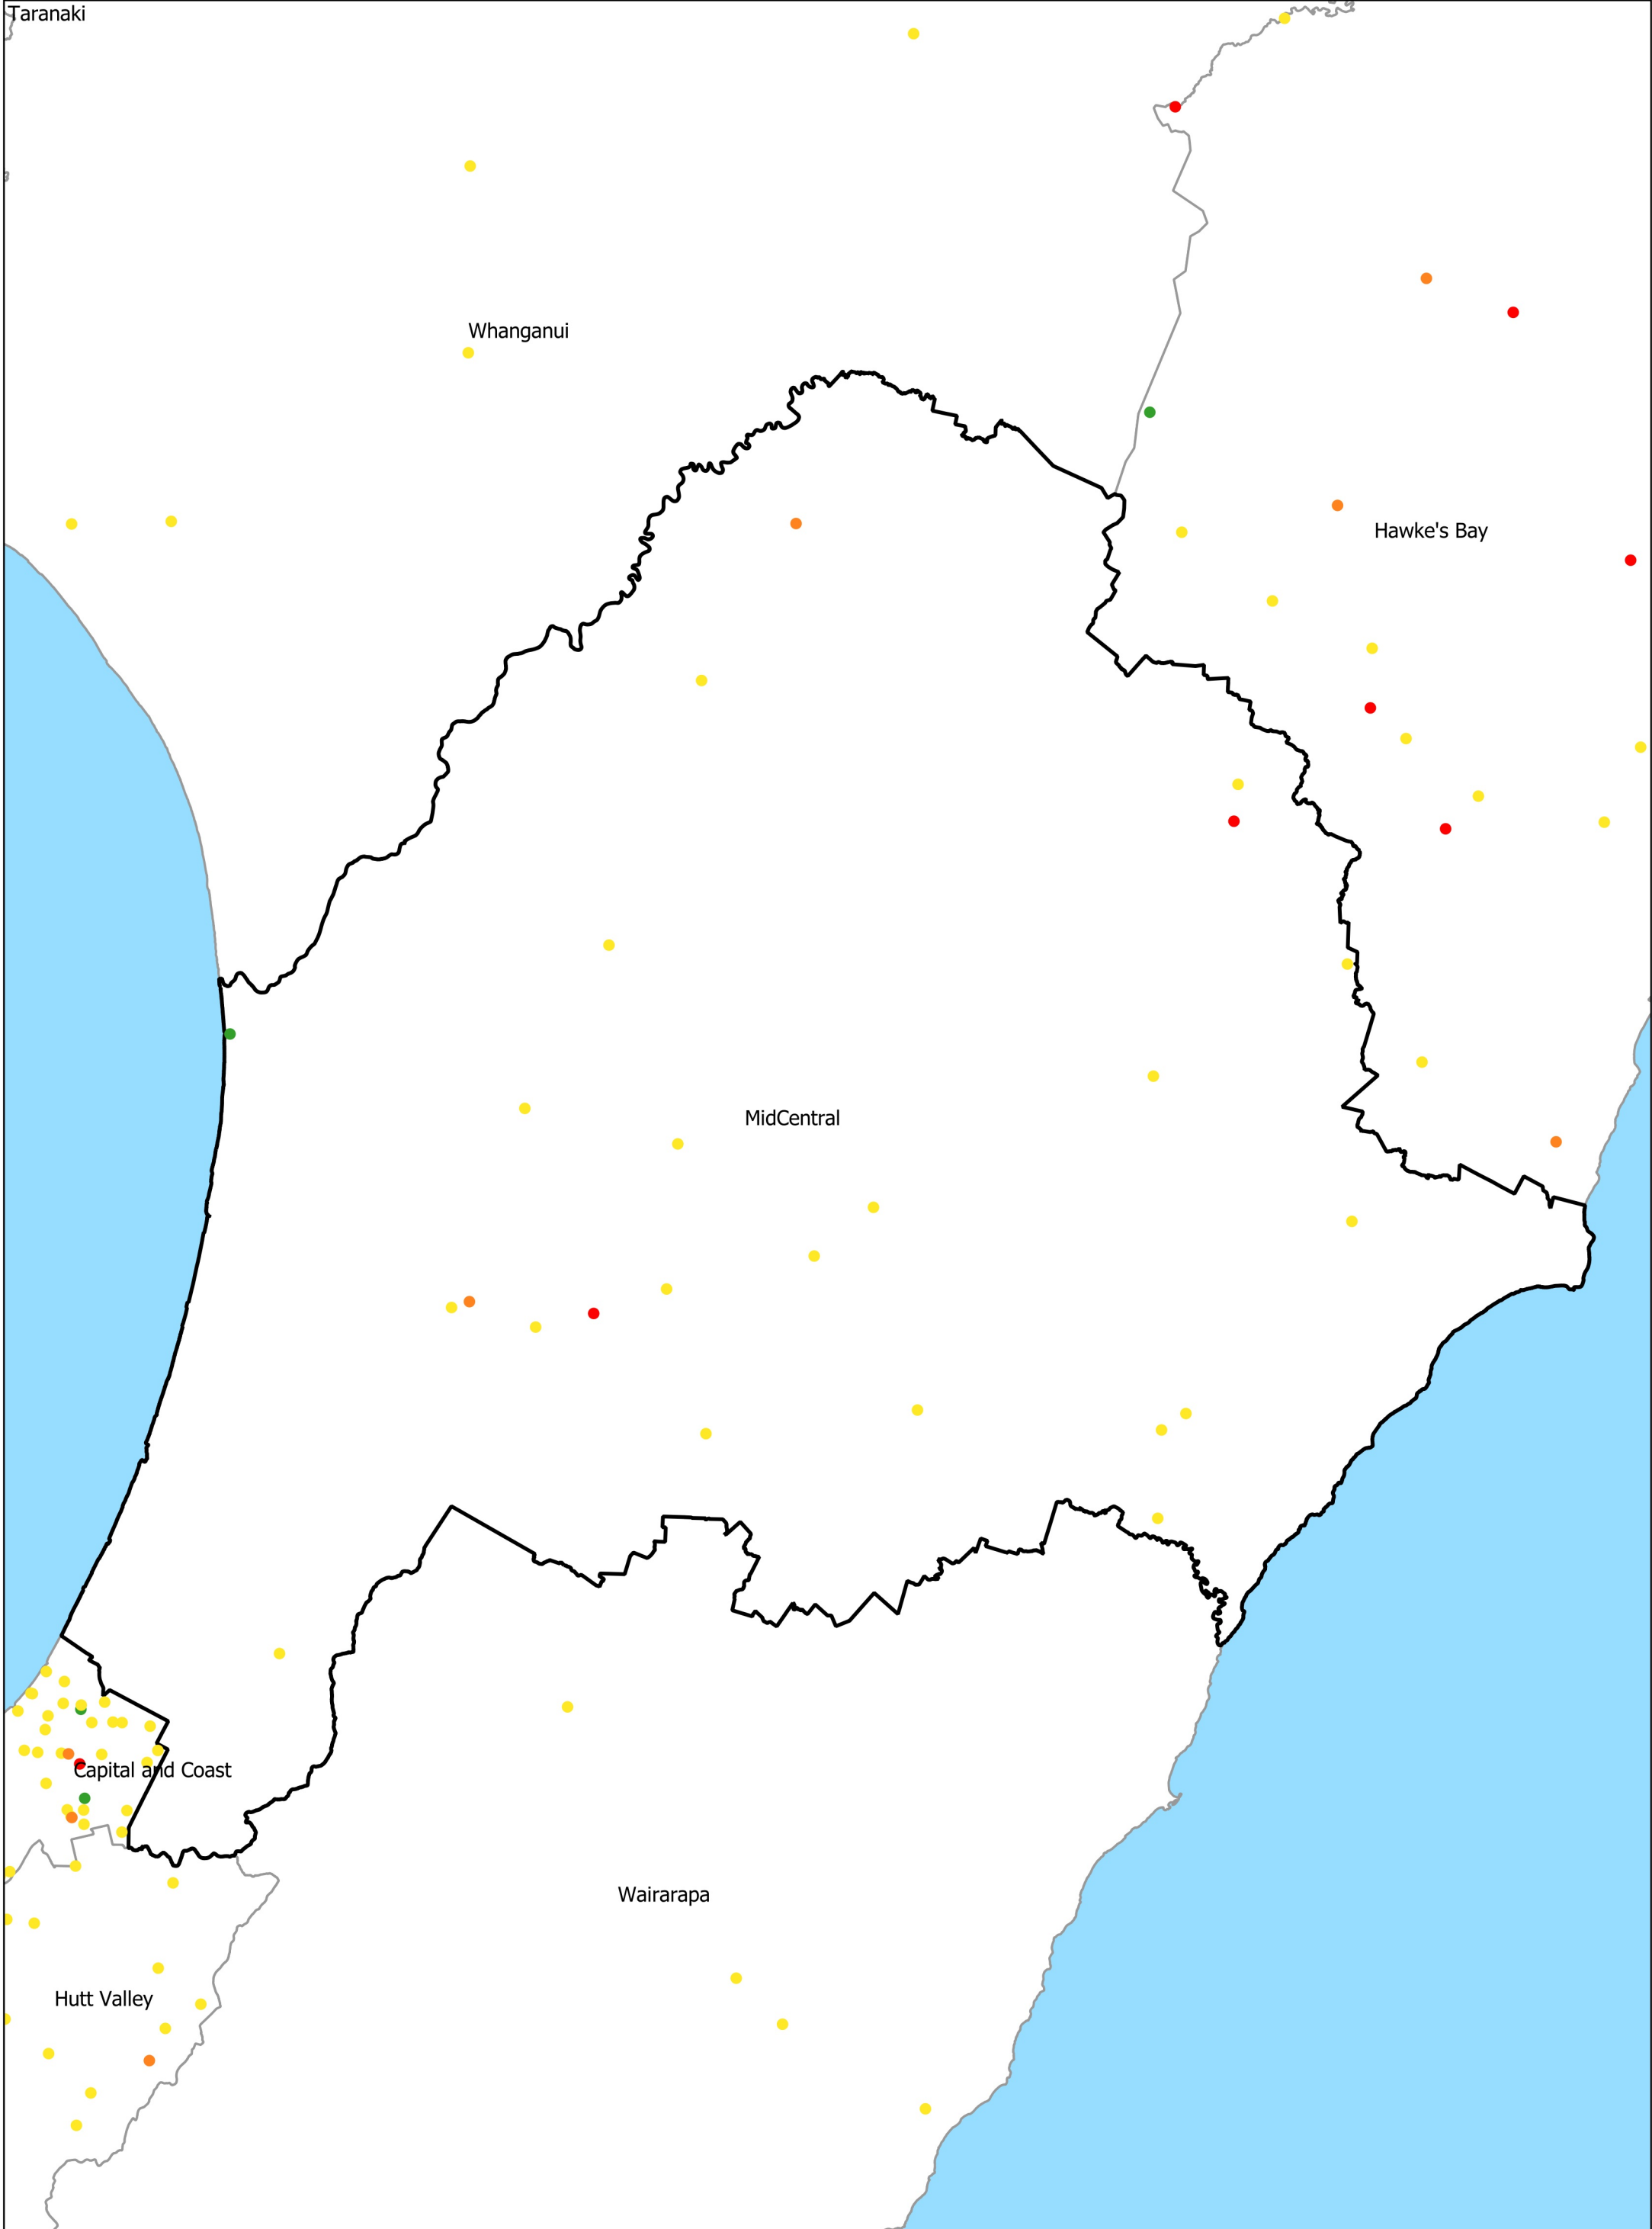 Taranaki
Whanganui
Hawke's Bay
MidCentral
Capital and Coast
Wairarapa
Hutt Valley